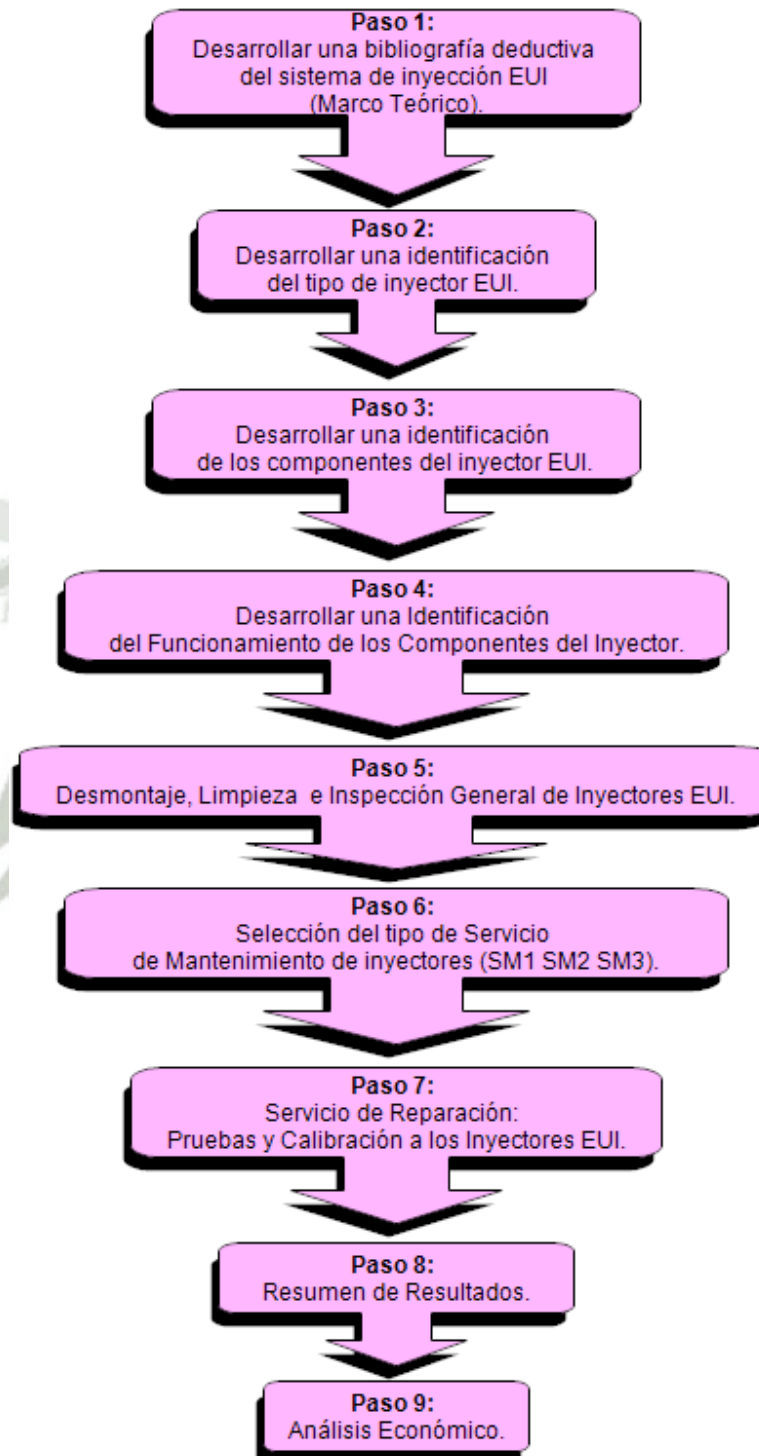 Paso 1:
Desarrollar una bibliografía deductiva
del sistema de inyección EUI
(Marco Teórico).
Paso 2:
Desarrollar una identificación
del tipo de inyector EUI.
Paso 3:
Desarrollar una identificación
de los componentes del inyector EUI.
Paso 4:
Desarrollar una Identificación
del Funcionamiento de los Componentes del Inyector.
Paso 5:
Desmontaje, Limpieza e Inspección General de Inyectores EUI.
Paso 6:
Selección del tipo de Servicio
de Mantenimiento de inyectores (SM1 SM2 SM3).
Paso 7:
Servicio de Reparación:
Pruebas y Calibración a los Inyectores EUI.
Paso 8:
Resumen de Resultados.
Paso 9:
Análisis Económico.